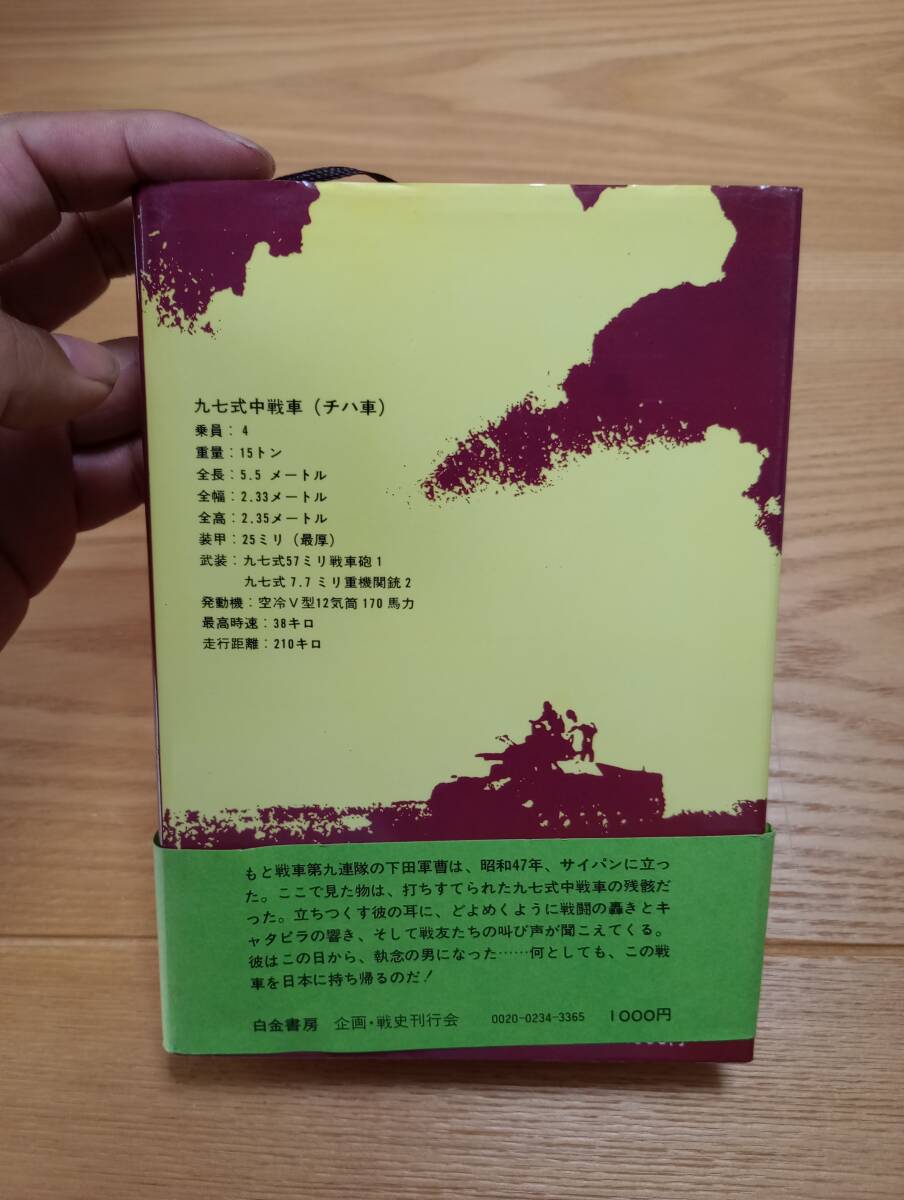 九七式中戦車（チハ車）
乗員：4
重量：15トン
全長：5.5 メートル
全幅：2.33メートル
全高：2.35メートル
装甲：25ミリ（最厚）
武装：九七式57ミリ戦車砲1
九七式 7.7 ミリ重機関銃2
発動機：空冷V型12気筒 170 馬力
最高時速：38キロ
走行距離：210キロ
もと戦車第九連隊の下田軍曹は、昭和47年、サイパンに立っ
た。ここで見た物は、打ちすてられた九七式中戦車の残骸だ
った。立ちつくす彼の耳に、どよめくように戦闘の轟きとキ
ャタピラの響き、そして戦友たちの叫び声が聞こえてくる。
彼はこの日から、執念の男になった……何としても、この戦
車を日本に持ち帰るのだ！
白金書房 企画・戦史刊行会 0020-0234-3365 1000円